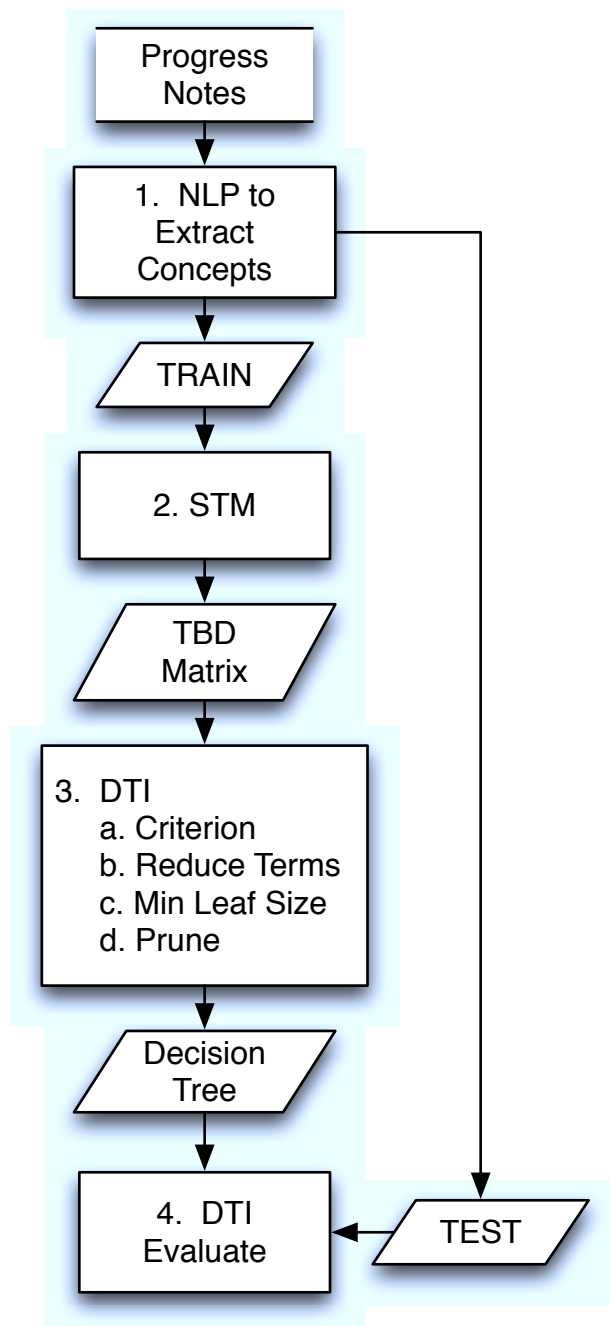 Progress
Notes
1. NLP to
Extract
Concepts
TRAIN
2. STM
TBD
Matrix
3. DTI
a. Criterion
b. Reduce Terms
c. Min Leaf Size
d. Prune
Decision
Tree
4. DTI
Evaluate
TEST